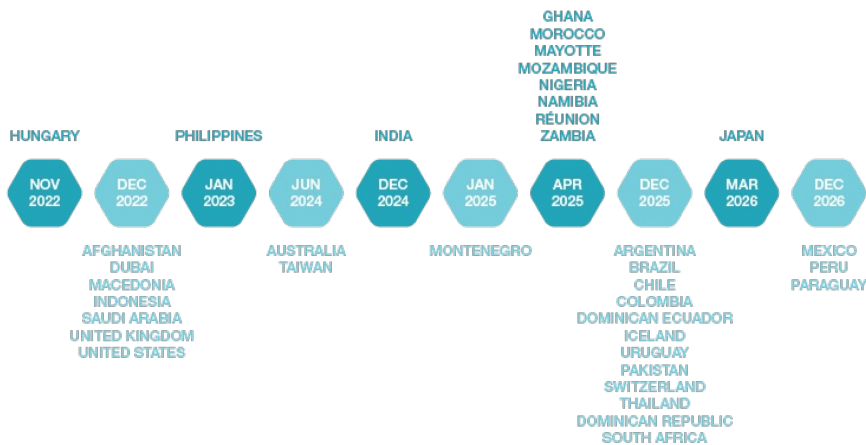 GHANA
MOROCCO
MAYOTTE
MOZAMBIQUE
NIGERIA
NAMIBIA
RÉUNION
HUNGARY
PHILIPPINES
INDIA
ZAMBIA
JAPAN
NOV
2022
DEC
2022
JAN
2023
JUN
2024
DEC
2024
JAN
2025
APR
2025
DEC
2025
MAR
2026
DEC
2026
AFGHANISTAN
DUBAI
MACEDONIA
INDONESIA
SAUDI ARABIA
UNITED KINGDOM
UNITED STATES
AUSTRALIA
TAIWAN
MONTENEGRO
ARGENTINA
BRAZIL
CHILE
COLOMBIA
DOMINICAN ECUADOR
ICELAND
URUGUAY
PAKISTAN
SWITZERLAND
THAILAND
DOMINICAN REPUBLIC
SOUTH AFRICA
MEXICO
PERU
PARAGUAY